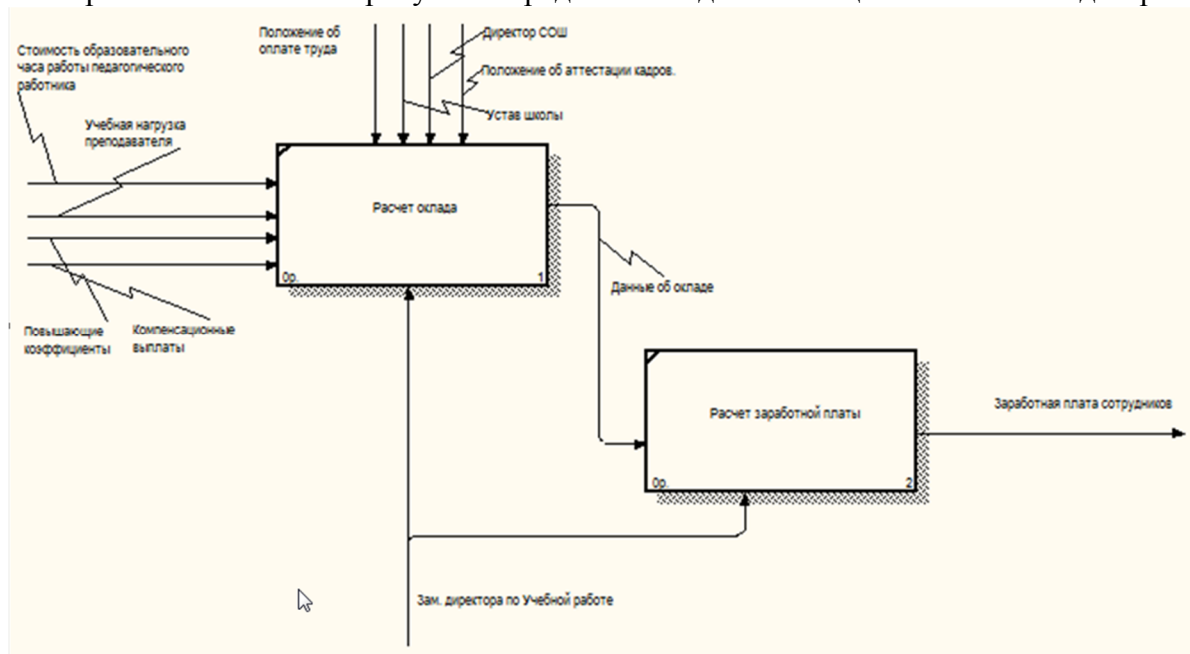 Положение об
оплате труда
Директор СОШ
Стоимость образовательного
часа работы педагогического
работника
Положение об аттестации кадров.
Устав школы
Учебная нагрузка
преподавателя
Расчет оклада
0р.
1
Данные об окладе
Повышающие
коэффициенты
Компенсационные
выплаты
Расчет заработной платы
0р.
2
Заработная плата сотрудников
Зам. директора по Учебной работе